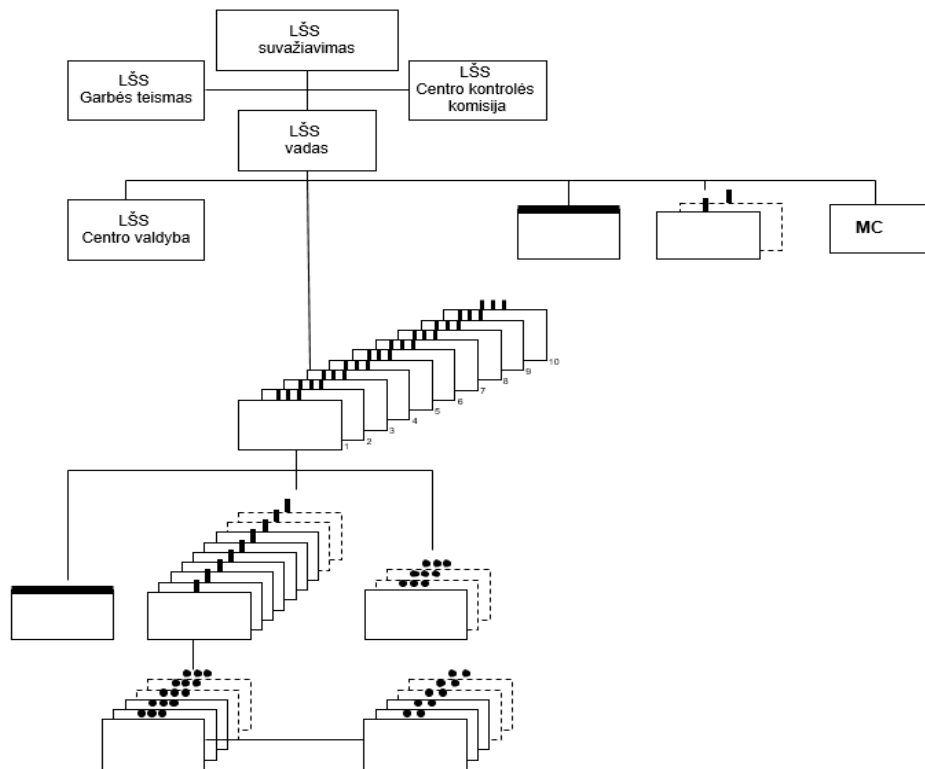 LŠS
suvažiavimas
LŠS
Garbės teismas
LŠS
Centro kontrolės
komisija
LŠS
vadas
LŠS
Centro valdyba
MC
10
9
8
7
6
5
4
3
2
1